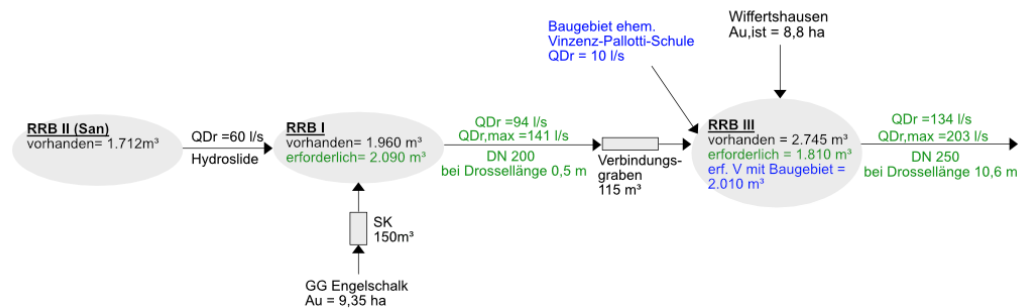 RRB II (San)
vorhanden= 1.712m³
QDr =60 l/s
Hydroslide
RRB I
vorhanden= 1.960 m³
erforderlich= 2.090 m³
SK
150m³
GG Engelschalk
Au = 9,35 ha
QDr =94 l/s
QDr,max =141 l/s
DN 200
bei Drossellänge 0,5 m
Verbindungs-
graben
115 m³
Baugebiet ehem.
Vinzenz-Pallotti-Schule
QDr = 10 l/s
Wiffertshausen
Au,ist = 8,8 ha
RRB III
vorhanden = 2.745 m³
erforderlich = 1.810 m³
erf. V mit Baugebiet =
2.010 m³
QDr =134 l/s
QDr,max =203 l/s
DN 250
bei Drossellänge 10,6 m